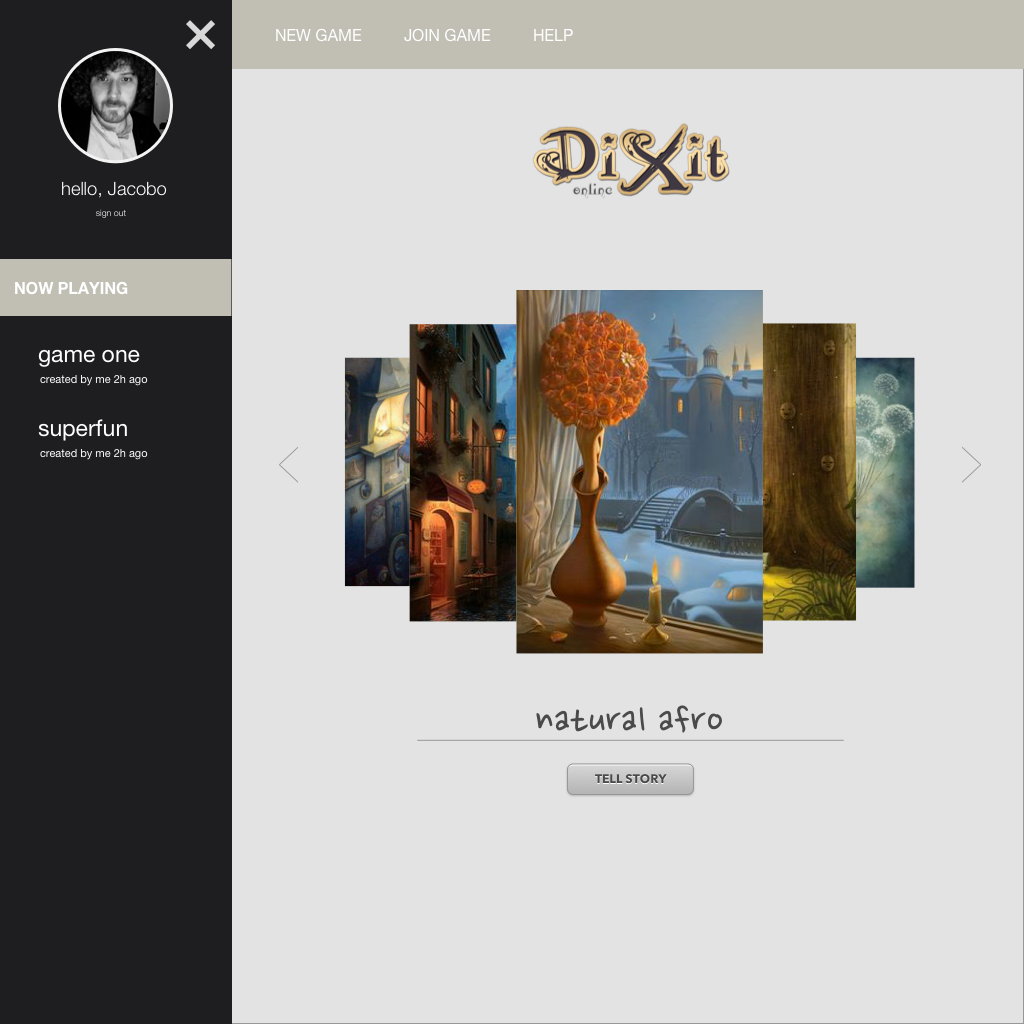 hello, Jacobo
sign out
NOW PLAYING
game one
created by me 2h ago
superfun
created by me 2h ago
NEW GAME JOIN GAME HELP
DiXit
online
natural afro
TELL STORY